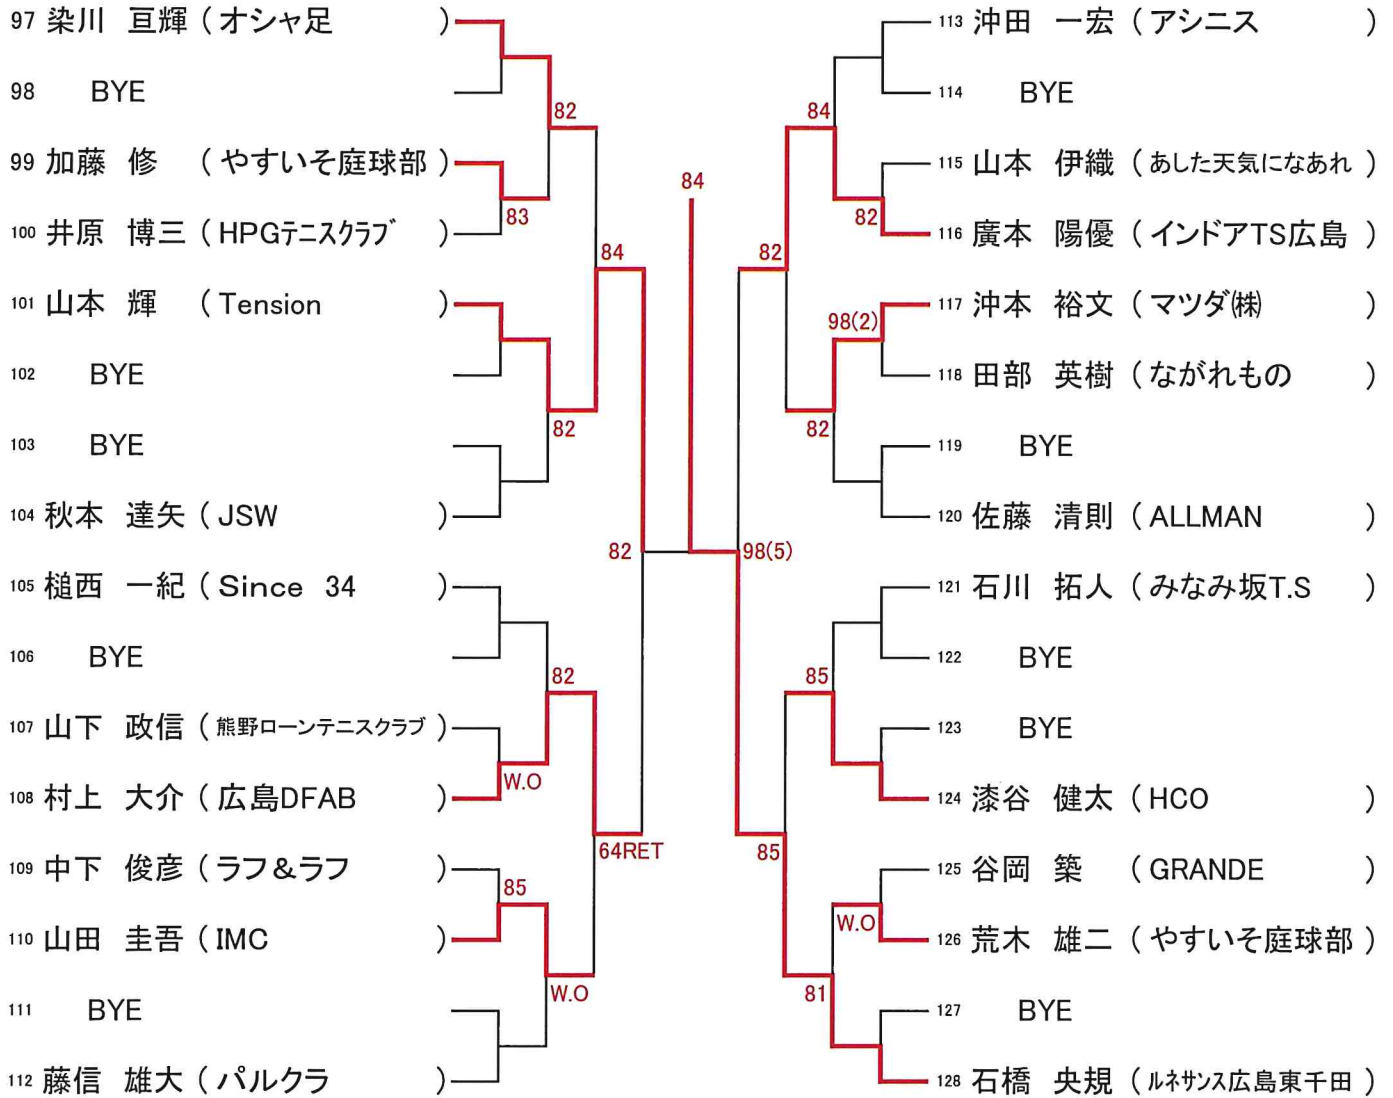 97 染川 亘輝 ( オシャ足 )
98 BYE
82
99 加藤 修 ( やすいそ庭球部 )
83
100 井原 博三 ( HPGテニスクラブ )
84
101 山本 輝 ( Tension )
102 BYE
82
103 BYE
104 秋本 達矢 ( JSW )
82
105 槌西 一紀 ( Since 34 )
106 BYE
82
107 山下 政信 ( 熊野ローンテニスクラブ )
W.O
108 村上 大介 ( 広島DFAB )
64RET
109 中下 俊彦 ( ラフ&ラフ )
85
110 山田 圭吾 ( IMC )
W.O
111 BYE
112 藤信 雄大 ( パルクラ )
84
98(5)
113 沖田 一宏 ( アシニス )
114 BYE
84
115 山本 伊織 ( あした天気になあれ )
82
116 廣本 陽優 ( インドアTS広島 )
82
117 沖本 裕文 ( マツダ㈱ )
98(2)
118 田部 英樹 ( ながれもの )
82
119 BYE
120 佐藤 清則 ( ALLMAN )
121 石川 拓人 ( みなみ坂T.S )
122 BYE
85
123 BYE
124 漆谷 健太 ( HCO )
85
125 谷岡 築 ( GRANDE )
W.O
126 荒木 雄二 ( やすいそ庭球部 )
81
127 BYE
128 石橋 央規 ( ルネサンス広島東千田 )